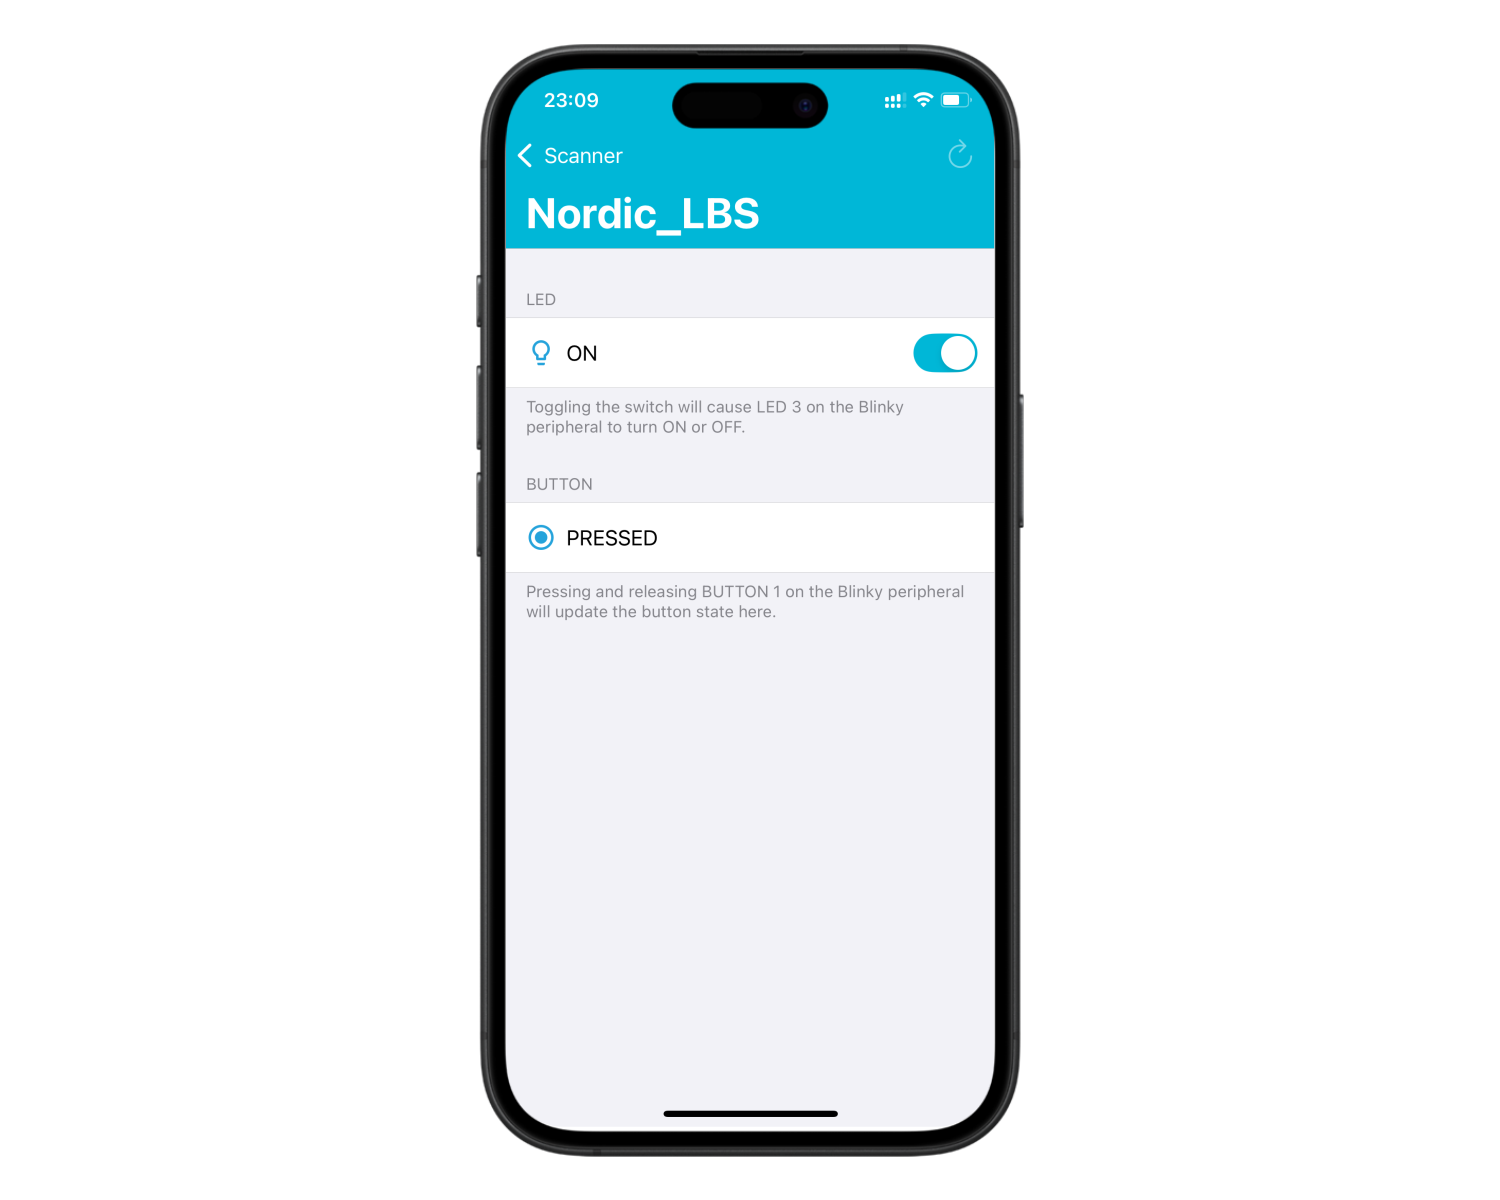 23:09
Scanner
Nordic_LBS
LED
ON
Toggling the switch will cause LED 3 on the Blinky
peripheral to turn ON or OFF.
BUTTON
PRESSED
Pressing and releasing BUTTON 1 on the Blinky peripheral
will update the button state here.